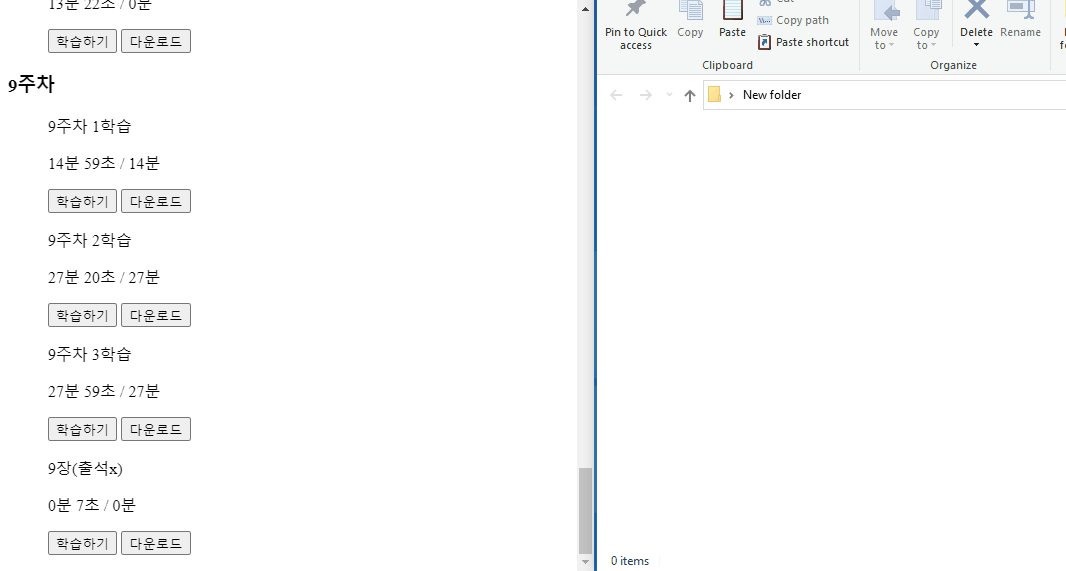 13분 22초 / 0분
학습하기 다운로드
9주차
9주차 1학습
14분 59초 / 14분
학습하기 다운로드
9주차 2학습
27분 20초 / 27분
학습하기 다운로드
9주차 3학습
27분 59초 / 27분
학습하기 다운로드
9장(출석x)
0분 7초 / 0분
학습하기 다운로드
Cut
Copy path
Paste shortcut
Pin to Quick
access
Copy
Paste
Clipboard
Move
to
Copy
to
Delete
Rename
Organize
New folder
0 items